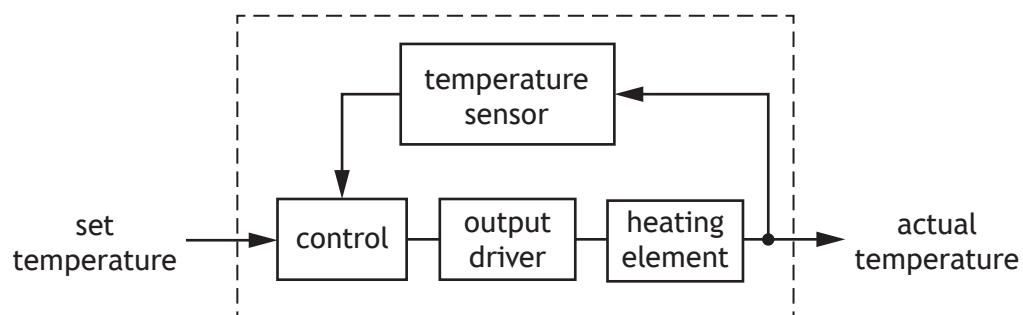 temperature
sensor
set
temperature
control
output
driver
heating
element
actual
temperature